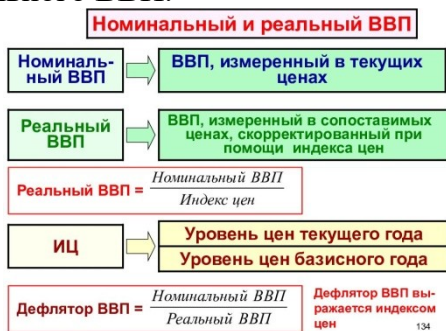 Номинальный и реальный ВВП
Номиналь-
ный ВВП
ВВП, измеренный в текущих
ценах
Реальный
ВВП
ВВП, измеренный в сопоставимых
ценах, скорректированный при
помощи индекса цен
Реальный ВВП = Номинальный ВВП
Индекс цен
ИЦ
Уровень цен текущего года
Уровень цен базисного года
Дефлятор ВВП = Номинальный ВВП
Реальный ВВП
Дефлятор ВВП вы-
ражается индексом
цен
134